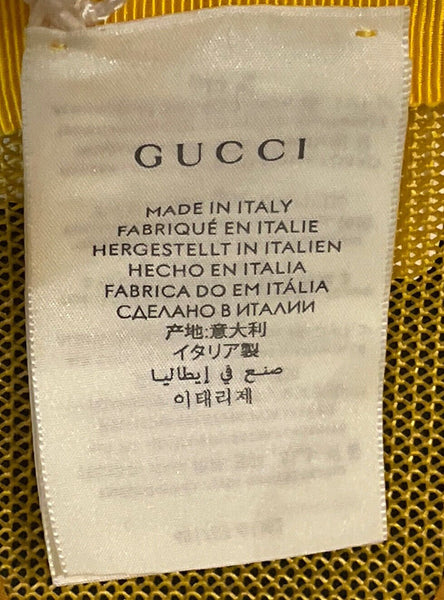 GUCCI
MADE IN ITALY
FABRIQUÉ EN ITALIE
HERGESTELLT IN ITALIEN
HECHO EN ITALIA
FABRICA DO EM ITÁLIA
СДЕЛАНО В ИТАЛИИ
产地:意大利
イタリア製
صنع في إيطاليا
이태리제